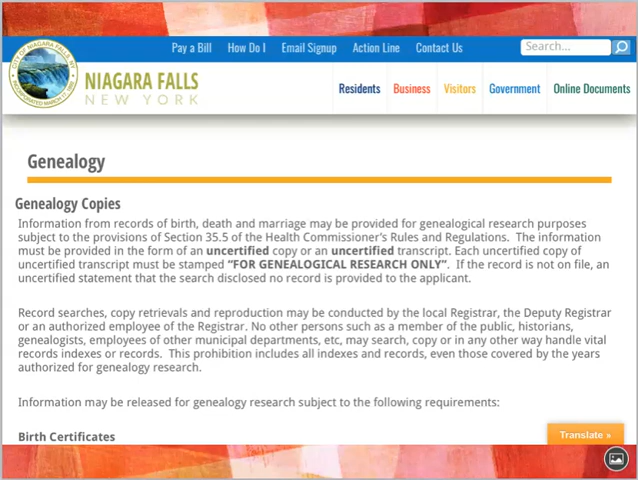 Pay a Bill How Do I Email Signup Action Line Contact Us Search...
CITY OF NIAGARA FALLS, NY
INCORPORATED MARCH 17, 1892
NIAGARA FALLS
NEW YORK
Residents Business Visitors Government Online Documents
Genealogy
Genealogy Copies
Information from records of birth, death and marriage may be provided for genealogical research purposes
subject to the provisions of Section 35.5 of the Health Commissioner's Rules and Regulations. The information
must be provided in the form of an uncertified copy or an uncertified transcript. Each uncertified copy of
uncertified transcript must be stamped “FOR GENEALOGICAL RESEARCH ONLY”. If the record is not on file, an
uncertified statement that the search disclosed no record is provided to the applicant.
Record searches, copy retrievals and reproduction may be conducted by the local Registrar, the Deputy Registrar
or an authorized employee of the Registrar. No other persons such as a member of the public, historians,
genealogists, employees of other municipal departments, etc, may search, copy or in any other way handle vital
records indexes or records. This prohibition includes all indexes and records, even those covered by the years
authorized for genealogy research.
Information may be released for genealogy research subject to the following requirements:
Birth Certificates
Translate »